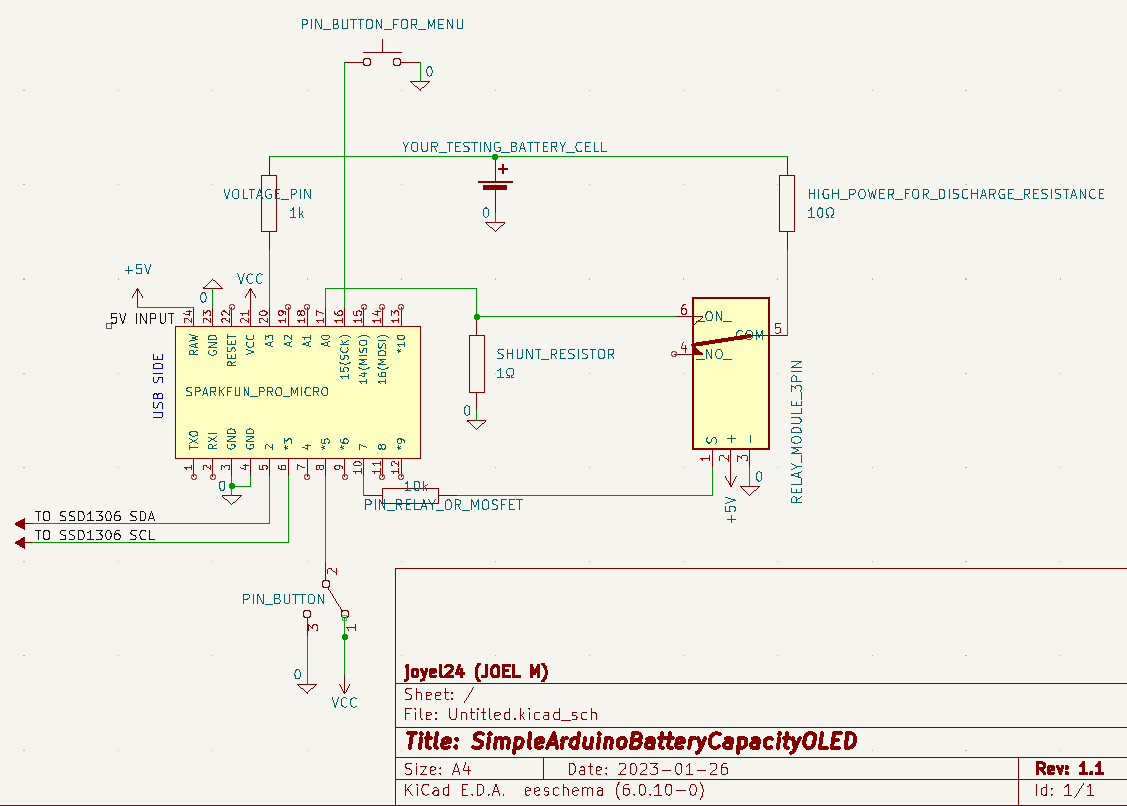 PIN_BUTTON_FOR_MENU
0
YOUR_TESTING_BATTERY_CELL
+
VOLTAGE_PIN
1k
0
HIGH_POWER_FOR_DISCHARGE_RESISTANCE
10Ω
+5V
0
VCC
5V INPUT
24 23 22 21 20 19 18 17 16 15 14 13
RAW GND RESET VCC A3 A2 A1 A0 15(SCK) 14(MISO) 16(MOSI) *10
USB SIDE
SPARKFUN_PRO_MICRO
TXO RXI GND GND 2 *3 4 *5 *6 7 8 *9
1 2 3 4 5 6 7 8 9 10 11 12
SHUNT_RESISTOR
1Ω
0
6
_ON_
COM
5
4
_NO_
S + -
1 2 3
RELAY_MODULE_3PIN
+5V
0
0
10k
PIN_RELAY_OR_MOSFET
TO SSD1306 SDA
TO SSD1306 SCL
2
PIN_BUTTON
3
1
0
VCC
joyel24 (JOEL M)
Sheet: /
File: Untitled.kicad_sch
Title: SimpleArduinoBatteryCapacityOLED
Size: A4
Date: 2023-01-26
Rev: 1.1
KiCad E.D.A. eeschema (6.0.10-0)
Id: 1/1